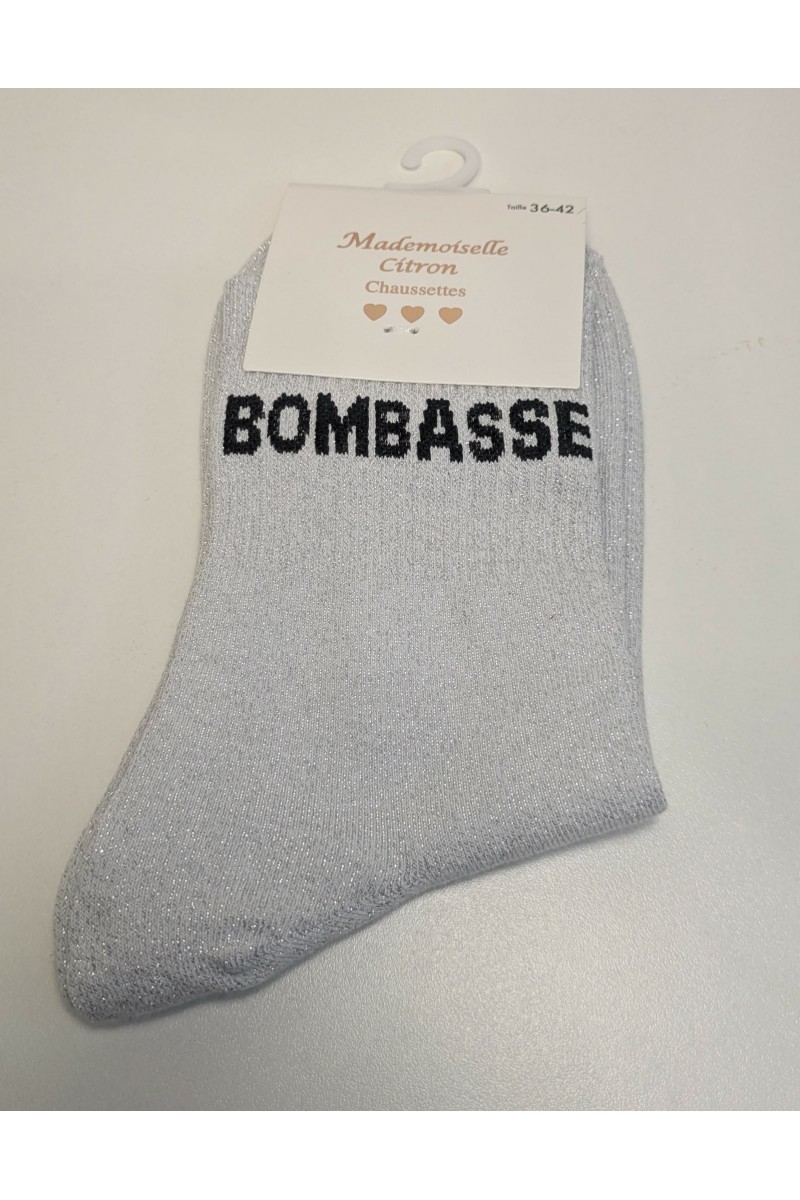 Taille 36-42
Mademoiselle
Citron
Chaussettes
BOMBASSE